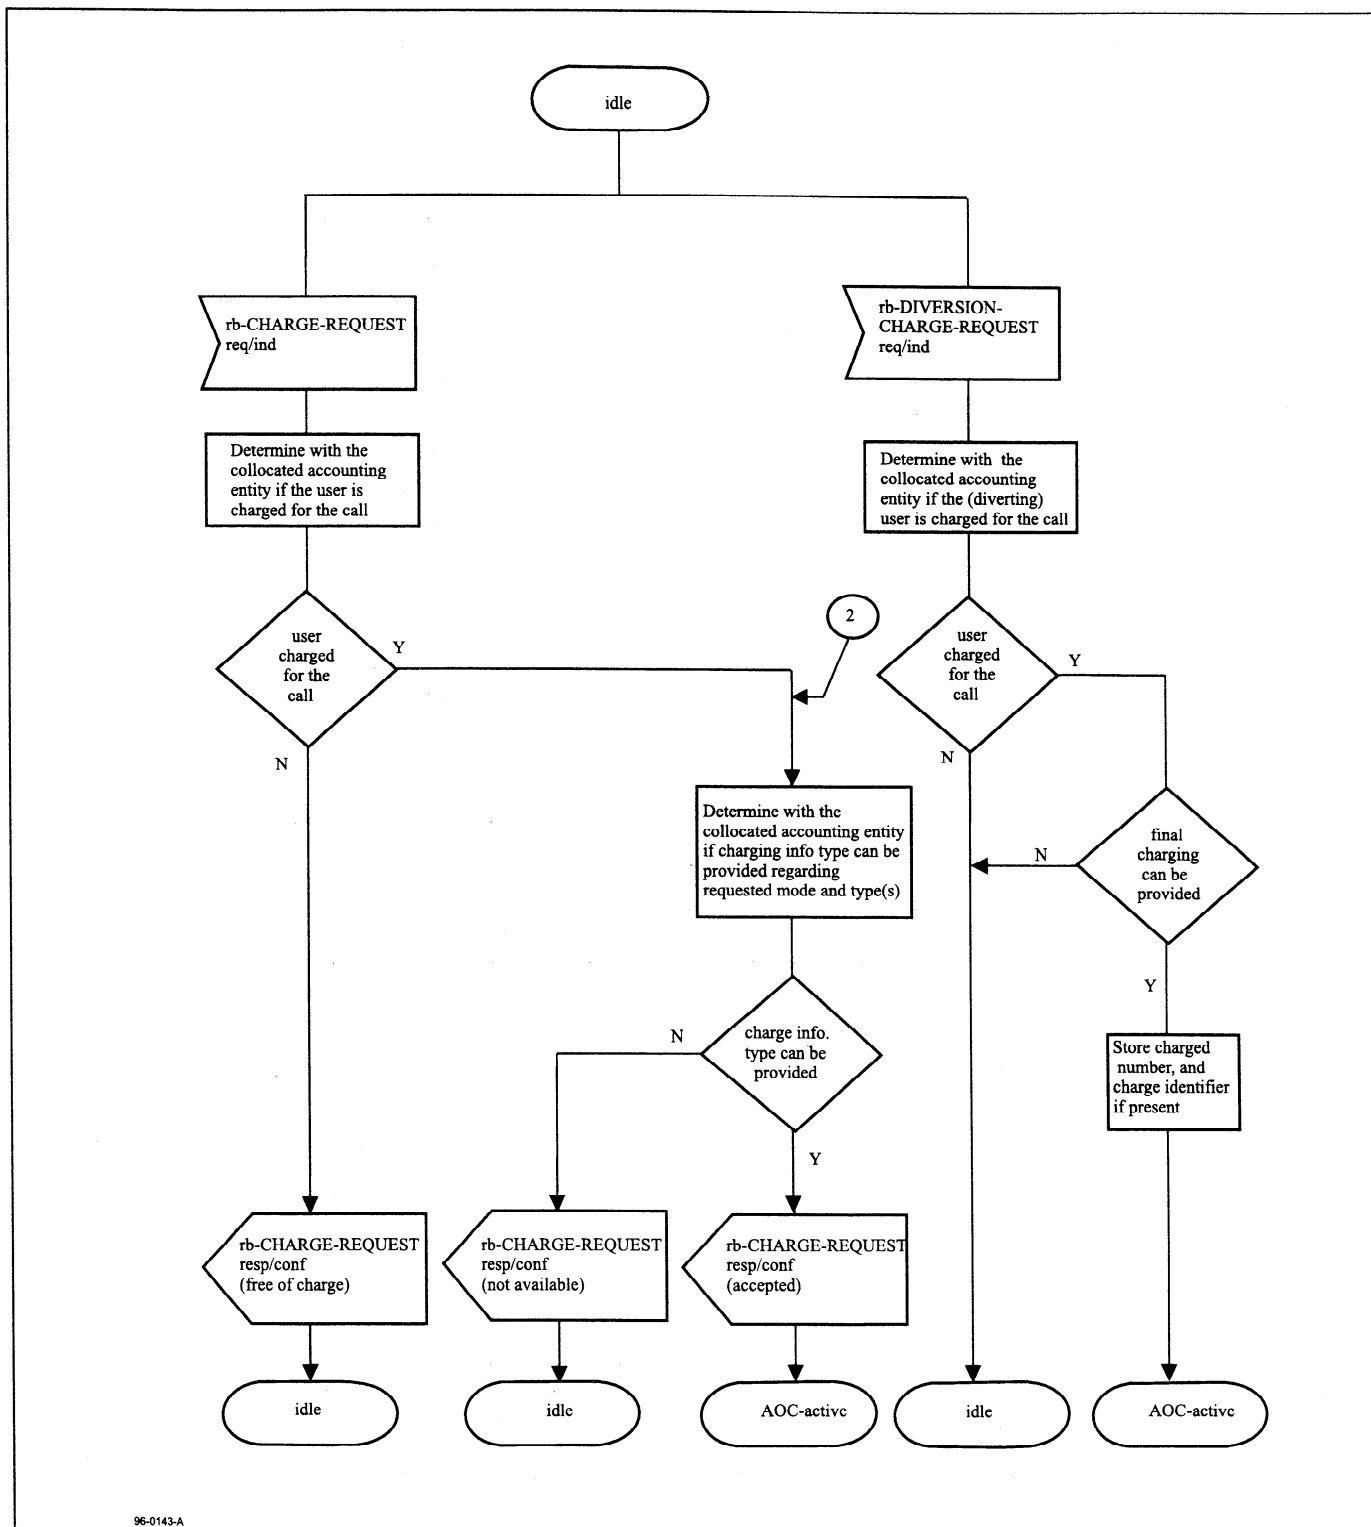 idle
rb-CHARGE-REQUEST
req/ind
rb-DIVERSION-
CHARGE-REQUEST
req/ind
Determine with the
collocated accounting
entity if the user is
charged for the call
Determine with the
collocated accounting
entity if the (diverting)
user is charged for the call
user
charged
for the
call
Y
N
2
user
charged
for the
call
Y
N
Determine with the
collocated accounting entity
if charging info type can be
provided regarding
requested mode and type(s)
final
charging
can be
provided
N
Y
charge info.
type can be
provided
N
Y
Store charged
number, and
charge identifier
if present
rb-CHARGE-REQUEST
resp/conf
(free of charge)
rb-CHARGE-REQUEST
resp/conf
(not available)
rb-CHARGE-REQUEST
resp/conf
(accepted)
idle
idle
AOC-active
idle
AOC-active
96-0143-A